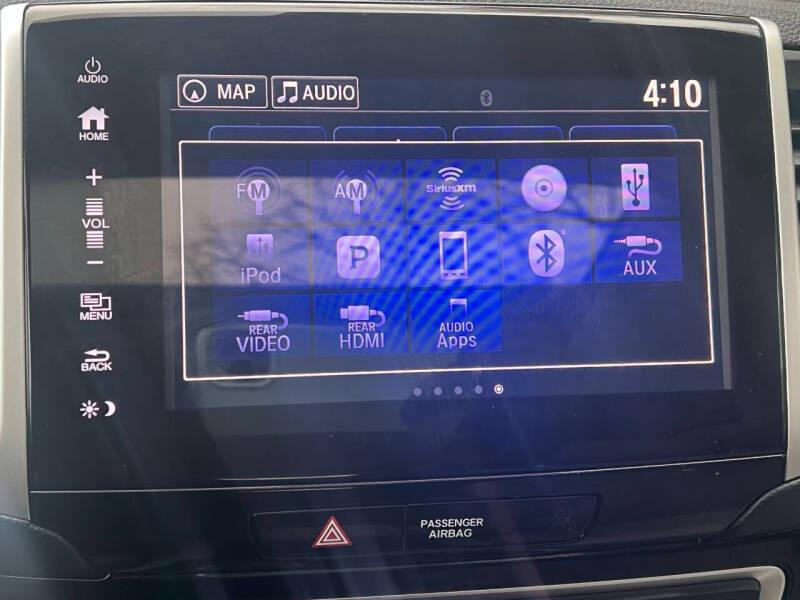 AUDIO
MAP AUDIO 4:10
HOME
FM AM SiriusXM
+
VOL
−
iPod P AUX
MENU
REAR VIDEO
REAR HDMI
AUDIO Apps
BACK
PASSENGER
AIRBAG